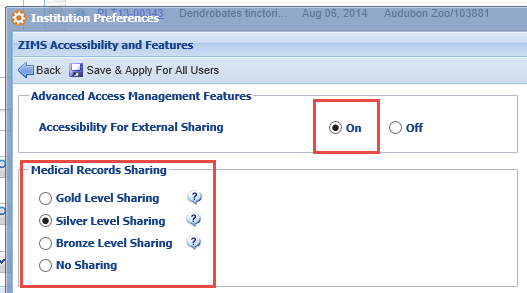 PLZ13-00343 Dendrobates tinctori... Aug 06, 2014 Audubon Zoo/103881
Institution Preferences
ZIMS Accessibility and Features
Back Save & Apply For All Users
Advanced Access Management Features
Accessibility For External Sharing On Off
Medical Records Sharing
Gold Level Sharing ?
Silver Level Sharing ?
Bronze Level Sharing ?
No Sharing